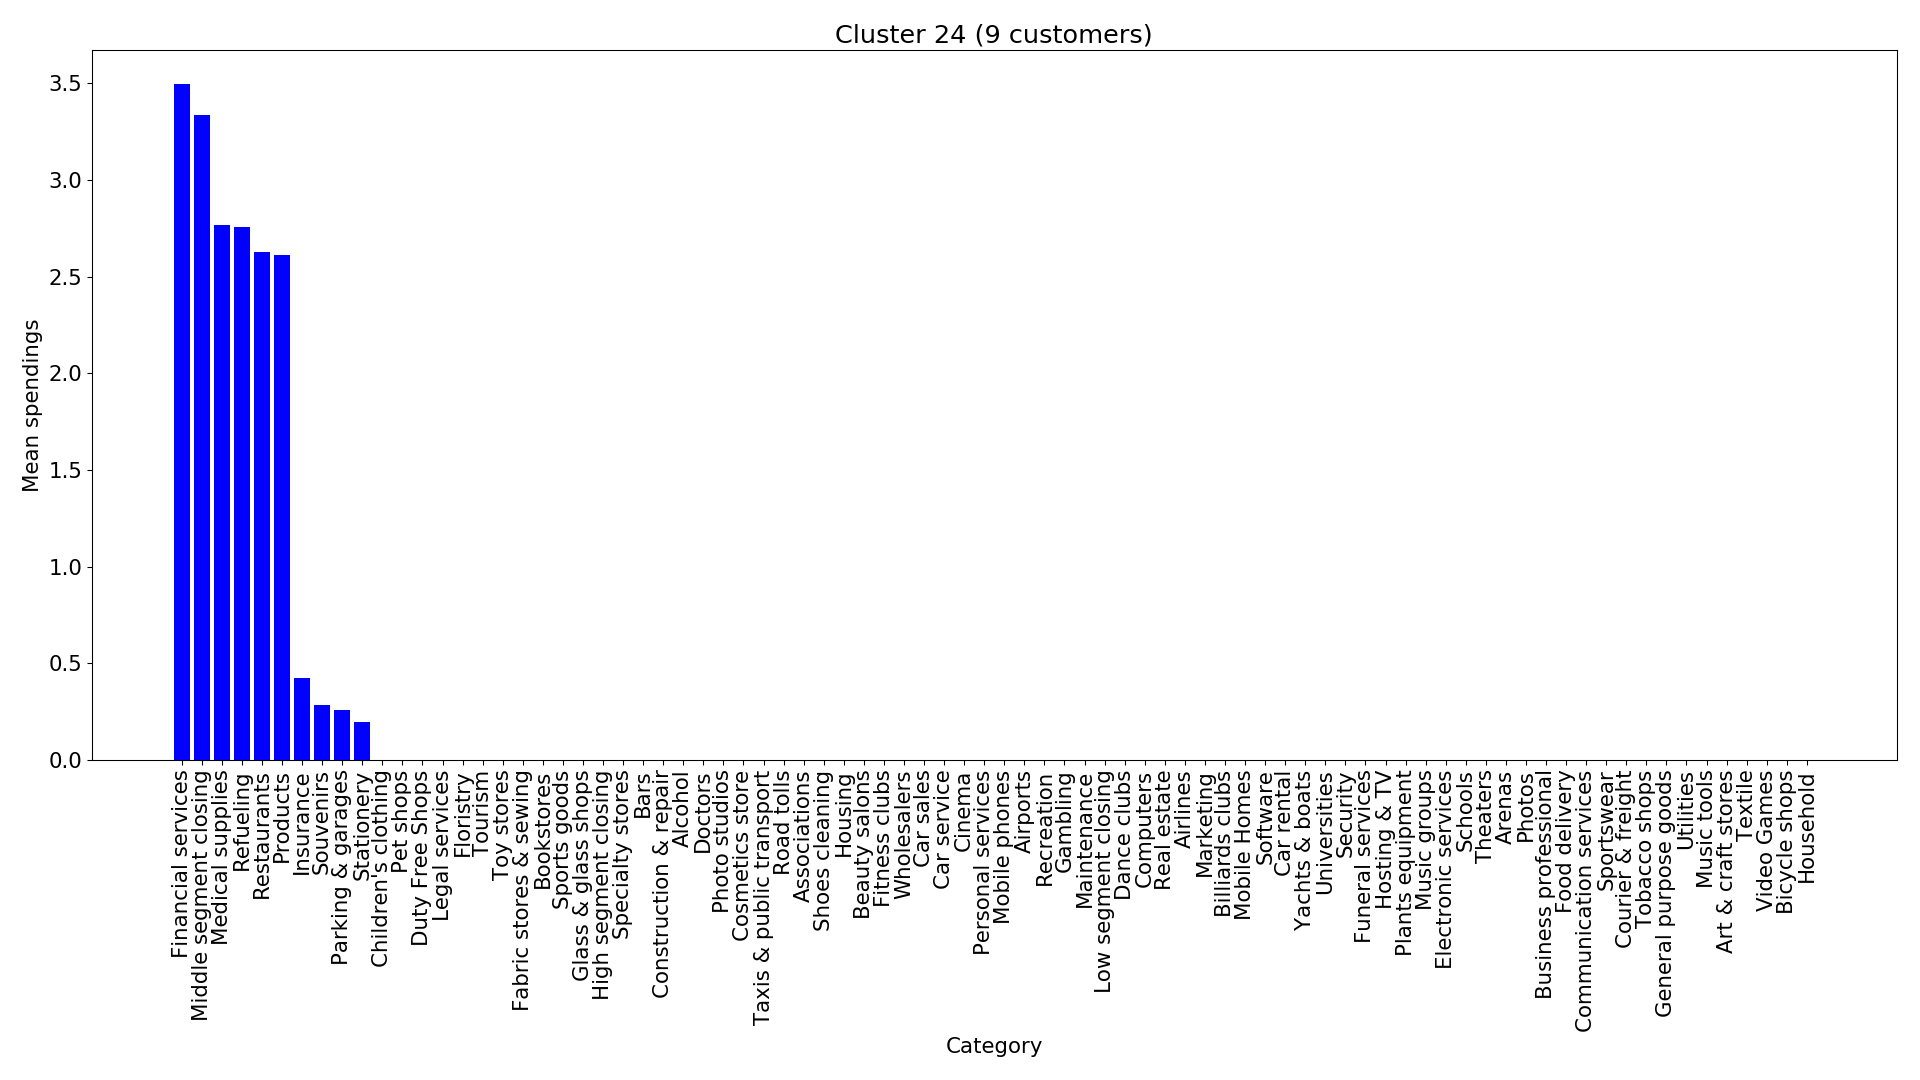 Cluster 24 (9 customers)
3.5
3.0
2.5
2.0
1.5
1.0
0.5
0.0
Mean spendings
Financial services
Middle segment closing
Medical supplies
Refueling
Restaurants
Products
Insurance
Souvenirs
Parking & garages
Stationery
Children's clothing
Pet shops
Duty Free Shops
Legal services
Floristry
Tourism
Toy stores
Fabric stores & sewing
Bookstores
Sports goods
Glass & glass shops
High segment closing
Specialty stores
Bars
Construction & repair
Alcohol
Doctors
Photo studios
Cosmetics store
Taxis & public transport
Road tolls
Associations
Shoes cleaning
Housing
Beauty salons
Fitness clubs
Wholesalers
Car sales
Car service
Cinema
Personal services
Mobile phones
Airports
Recreation
Gambling
Maintenance
Low segment closing
Dance clubs
Computers
Real estate
Airlines
Marketing
Billiards clubs
Mobile Homes
Software
Car rental
Yachts & boats
Universities
Security
Funeral services
Hosting & TV
Plants equipment
Music groups
Electronic services
Schools
Theaters
Arenas
Photos
Business professional
Food delivery
Communication services
Sportswear
Courier & freight
Tobacco shops
General purpose goods
Utilities
Music tools
Art & craft stores
Textile
Video Games
Bicycle shops
Household
Category